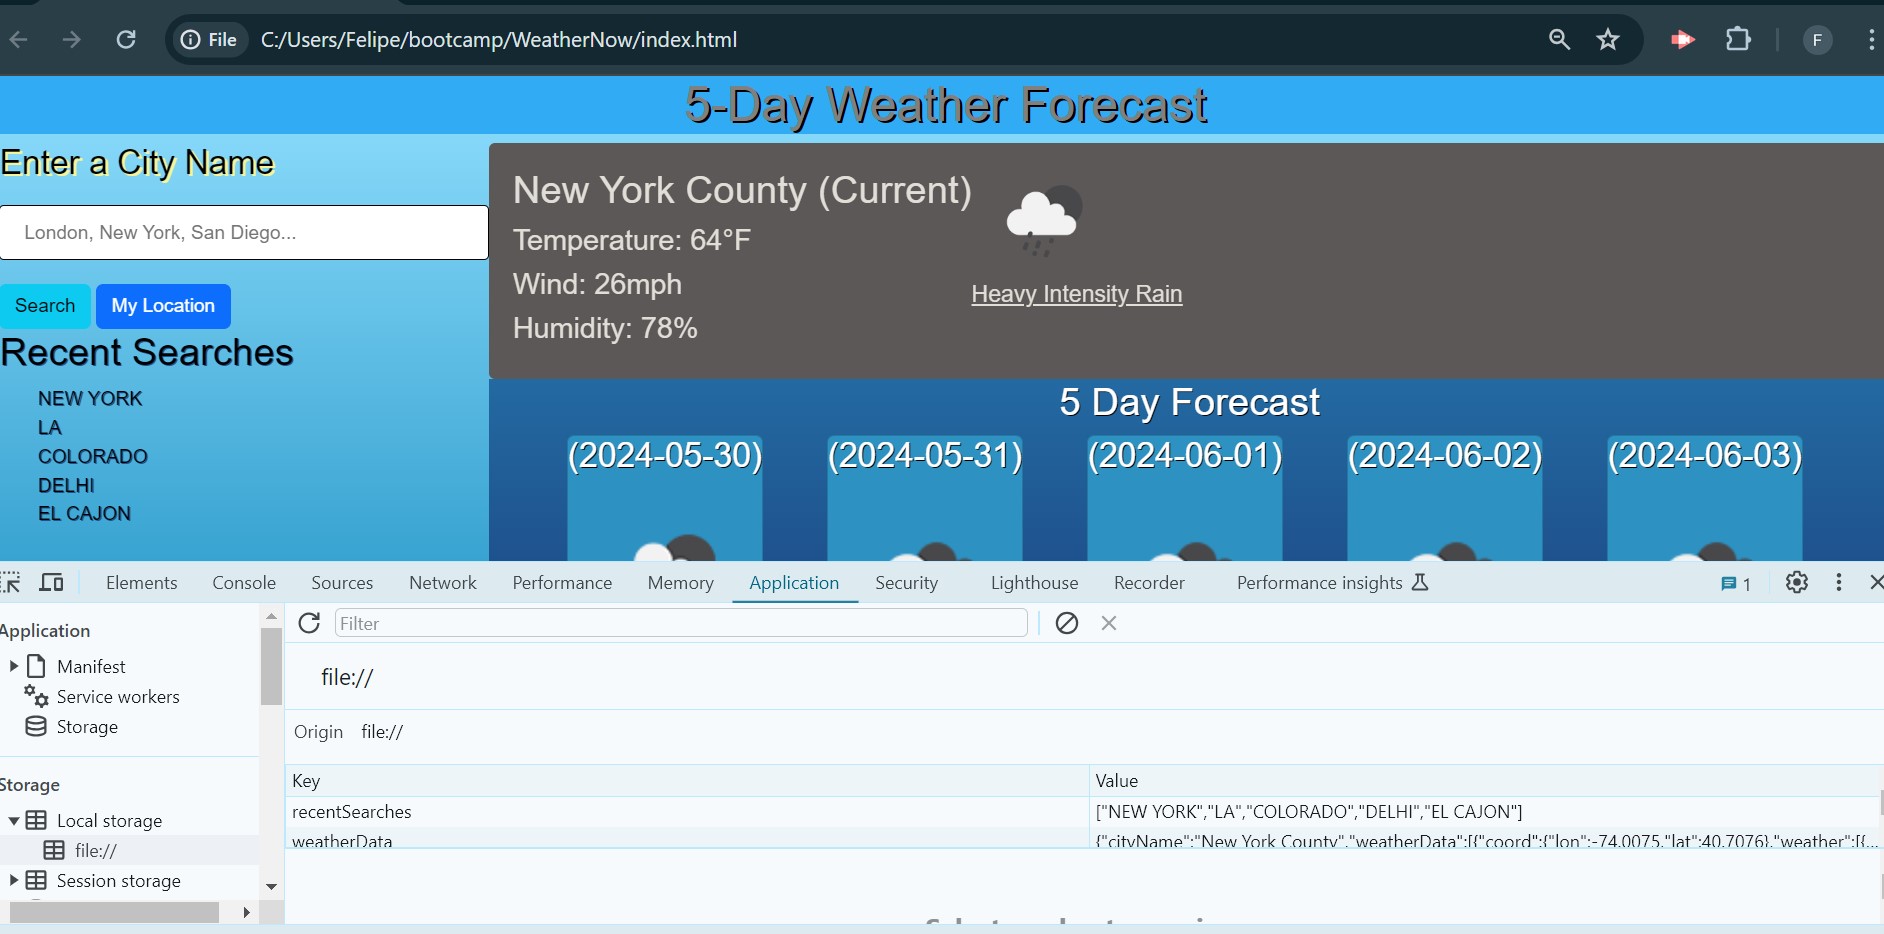 File C:/Users/Felipe/bootcamp/WeatherNow/index.html F
5-Day Weather Forecast
Enter a City Name
London, New York, San Diego...
Search My Location
Recent Searches
NEW YORK
LA
COLORADO
DELHI
EL CAJON
New York County (Current)
Temperature: 64°F
Wind: 26mph
Humidity: 78%
Heavy Intensity Rain
5 Day Forecast
(2024-05-30) (2024-05-31) (2024-06-01) (2024-06-02) (2024-06-03)
Elements Console Sources Network Performance Memory Application Security Lighthouse Recorder Performance insights 1
Application
Manifest
Service workers
Storage
Storage
Local storage
file://
Session storage
Filter
file://
Origin file://
Key Value
recentSearches ["NEW YORK","LA","COLORADO","DELHI","EL CAJON"]
weatherData {"cityName":"New York County","weatherData":[{"coord":{"lon":-74.0075,"lat":40.7076},"weather":[{...